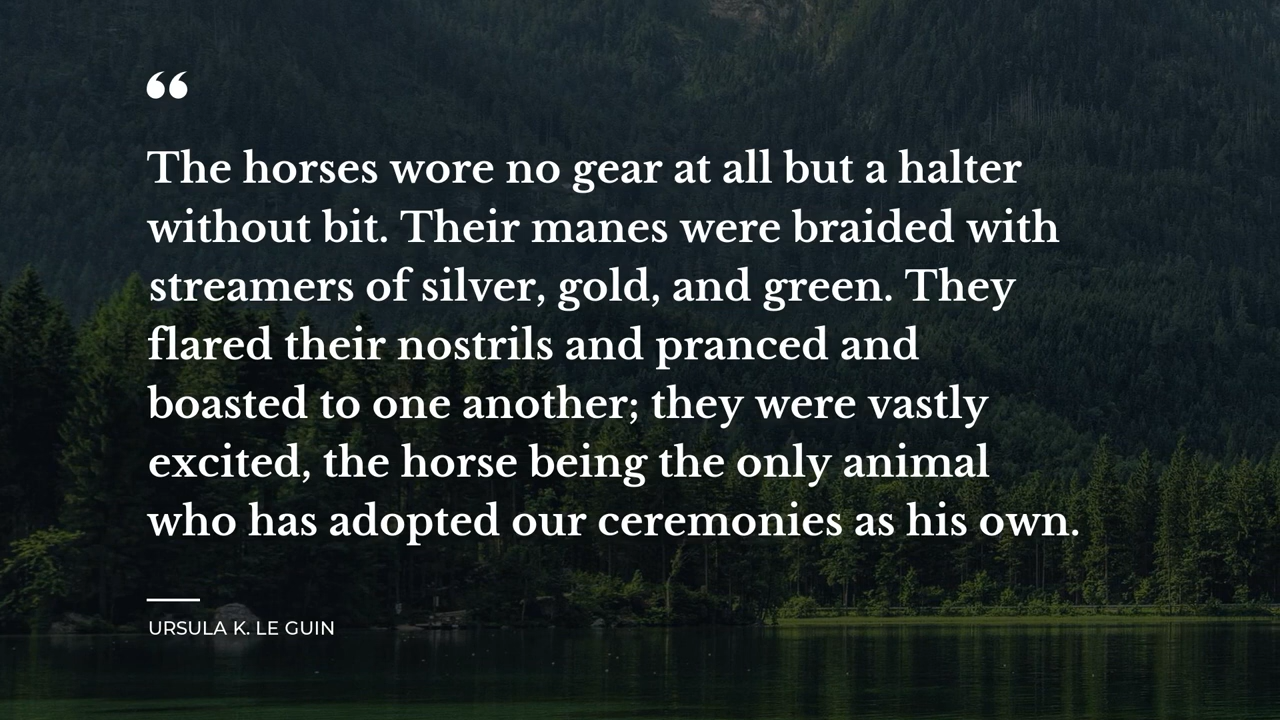 “
The horses wore no gear at all but a halter
without bit. Their manes were braided with
streamers of silver, gold, and green. They
flared their nostrils and pranced and
boasted to one another; they were vastly
excited, the horse being the only animal
who has adopted our ceremonies as his own.
URSULA K. LE GUIN